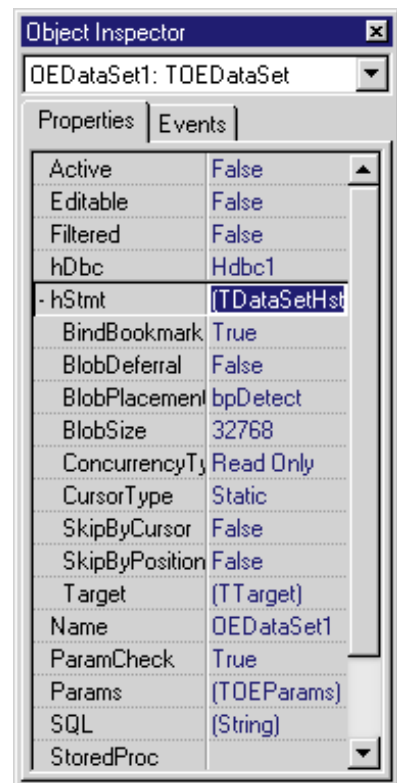 Object Inspector
OEDataSet1: TOEDataSet
Properties Events
Active False
Editable False
Filtered False
hDbc Hdbc1
- hStmt (TDataSetHst
BindBookmark True
BlobDeferral False
BlobPlacement bpDetect
BlobSize 32768
ConcurrencyTy Read Only
CursorType Static
SkipByCursor False
SkipByPosition False
Target (TTarget)
Name OEDataSet1
ParamCheck True
Params (TOEParams)
SQL (String)
StoredProc